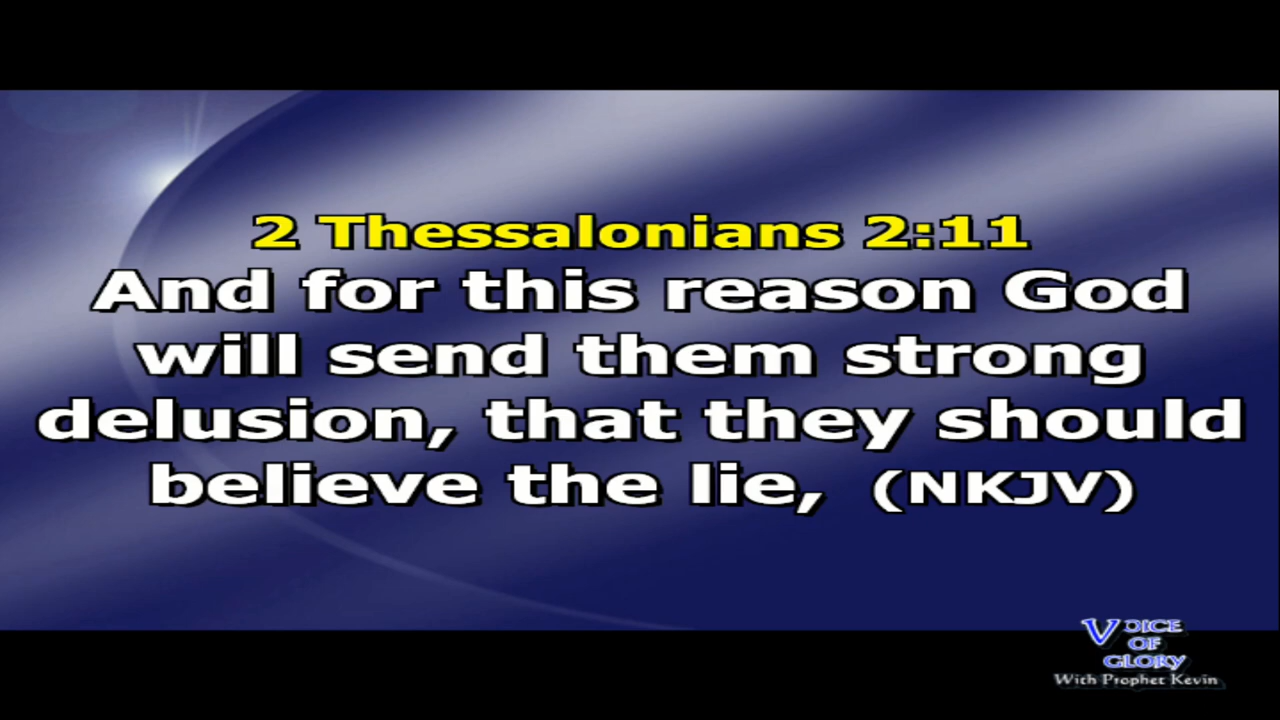 2 Thessalonians 2:11
And for this reason God
will send them strong
delusion, that they should
believe the lie, (NKJV)
VOICE
OF
GLORY
With Prophet Kevin